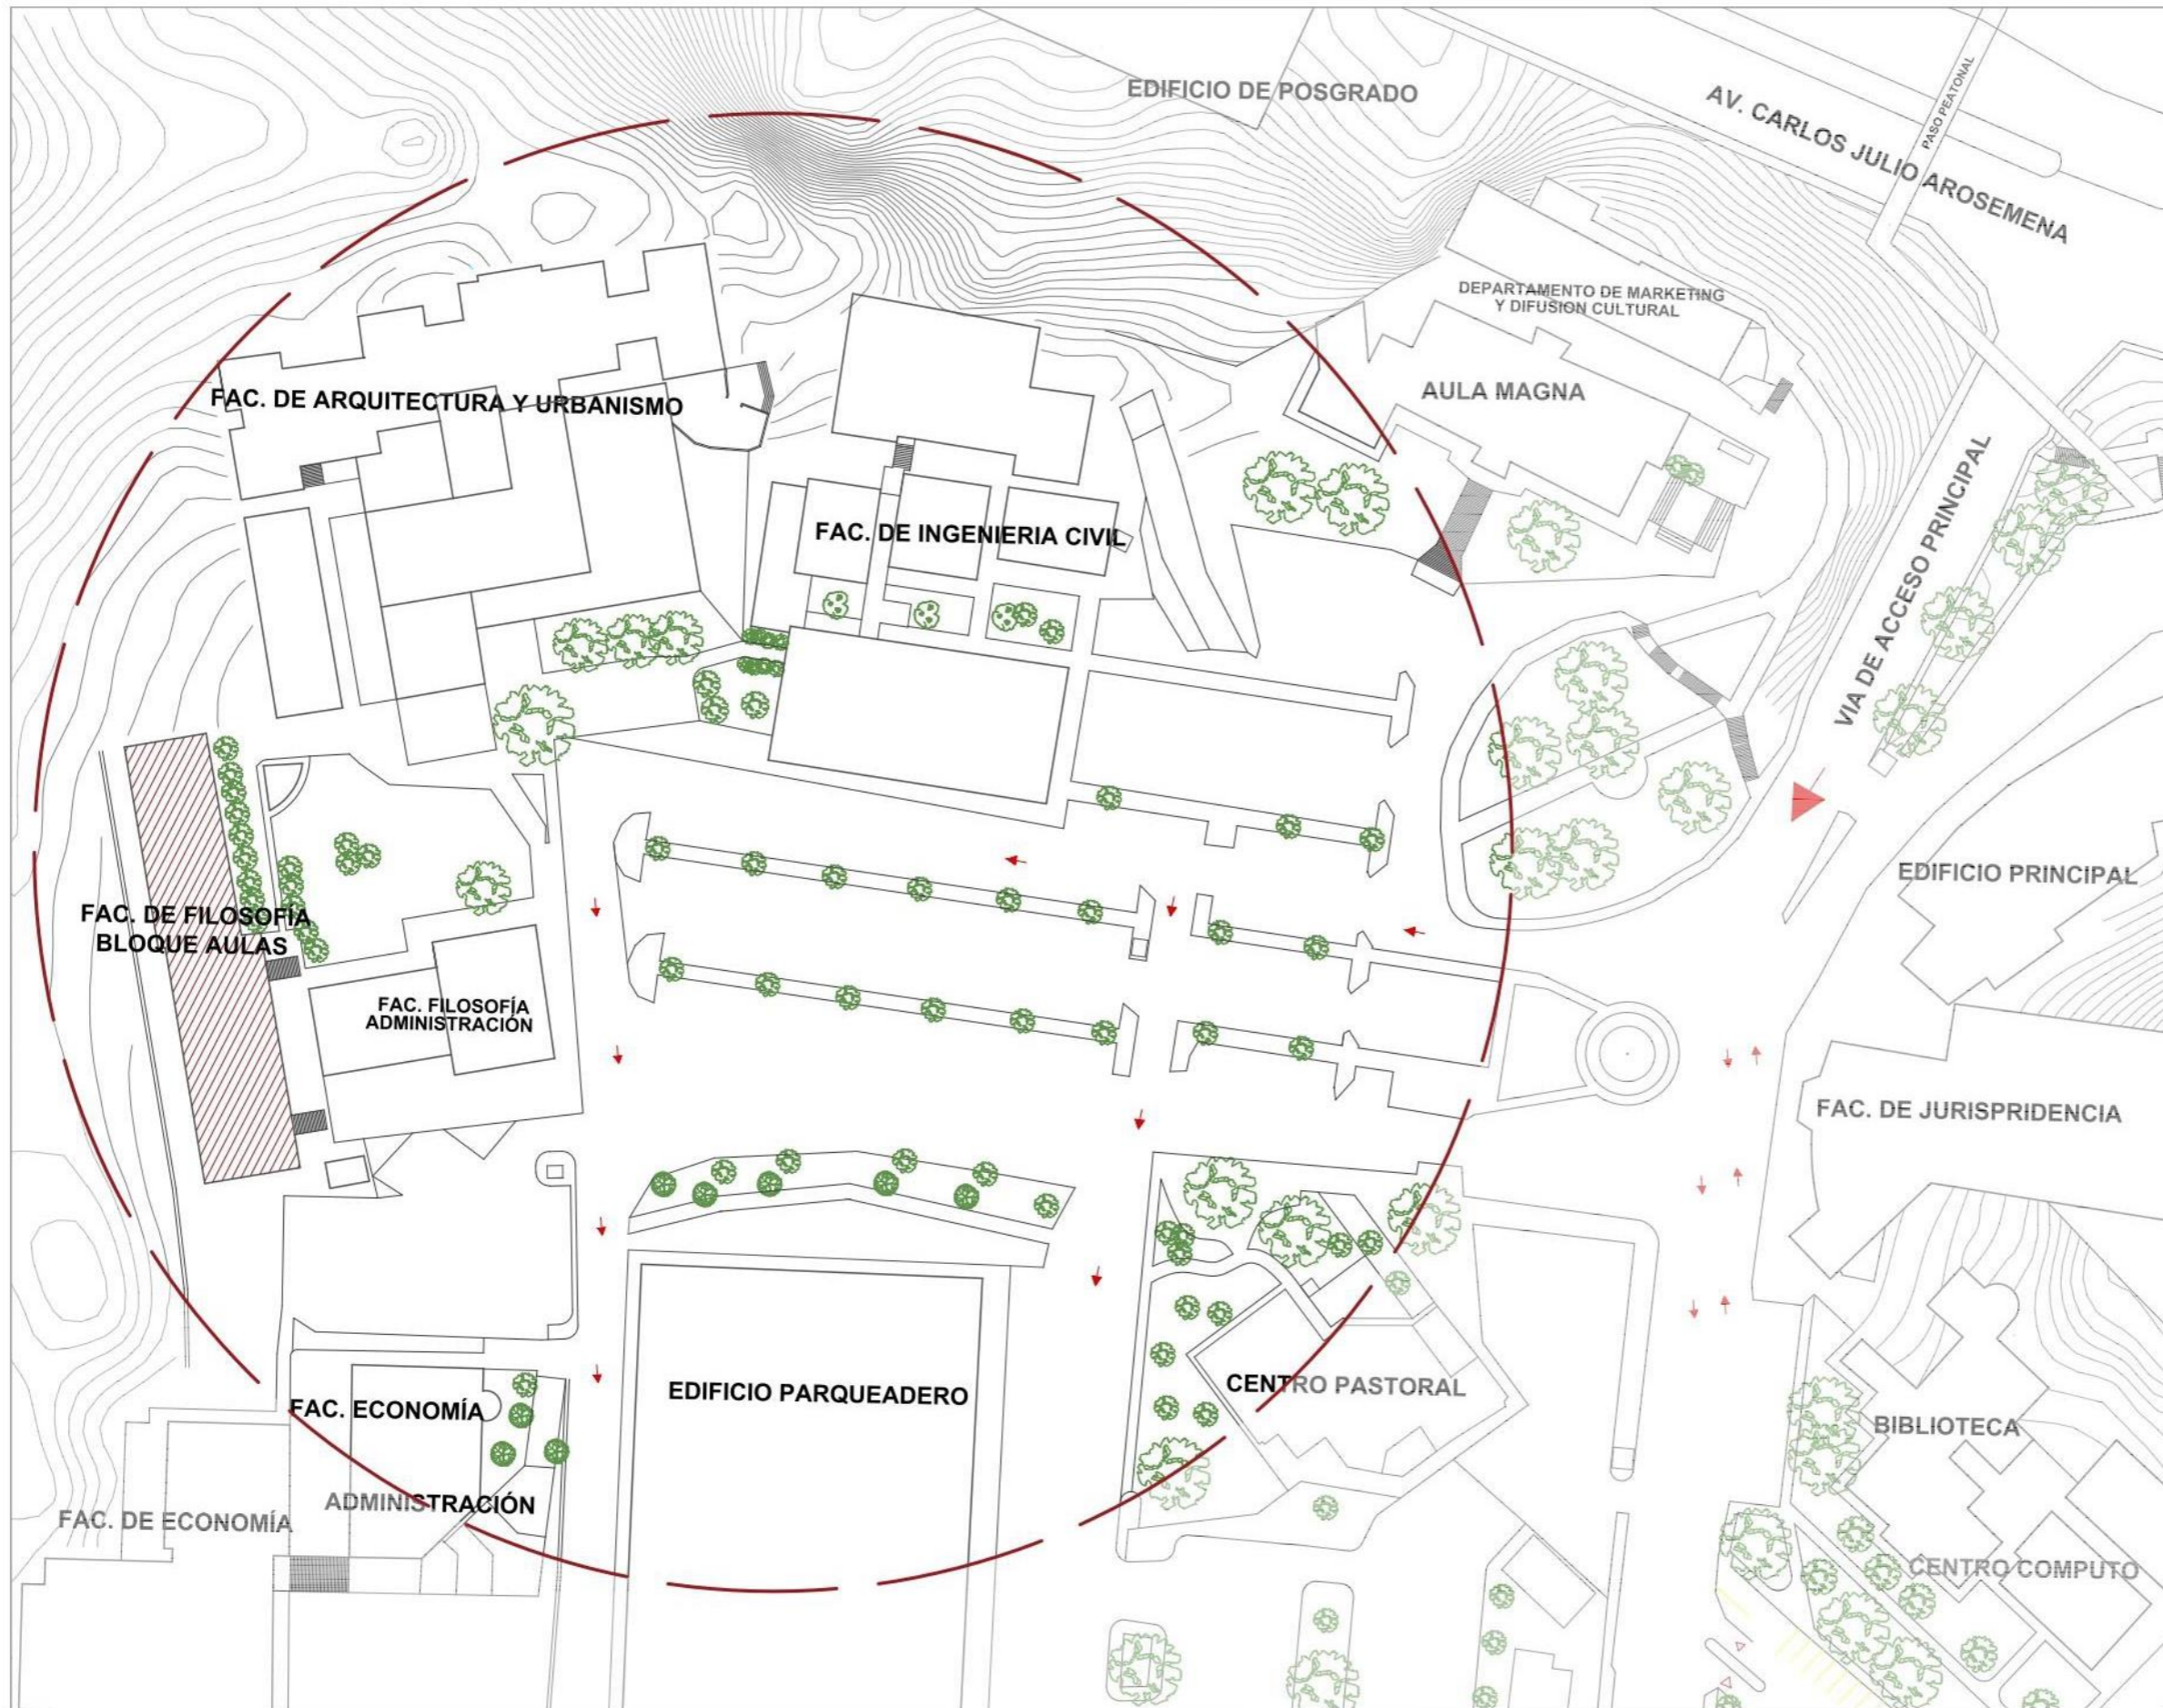 EDIFICIO DE POSGRADO
AV. CARLOS JULIO AROSEMENA
PASO PEATONAL
DEPARTAMENTO DE MARKETING
Y DIFUSION CULTURAL
AULA MAGNA
FAC. DE ARQUITECTURA Y URBANISMO
FAC. DE INGENIERIA CIVIL
VIA DE ACCESO PRINCIPAL
EDIFICIO PRINCIPAL
FAC. DE FILOSOFÍA
BLOQUE AULAS
FAC. FILOSOFÍA
ADMINISTRACIÓN
FAC. DE JURISPRIDENCIA
EDIFICIO PARQUEADERO
CENTRO PASTORAL
FAC. ECONOMÍA
BIBLIOTECA
ADMINISTRACIÓN
FAC. DE ECONOMÍA
CENTRO COMPUTO